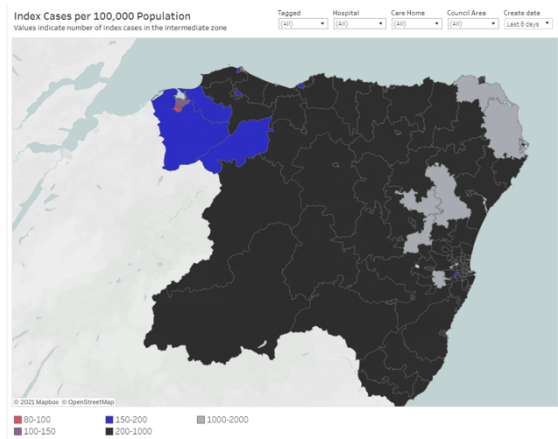 Index Cases per 100,000 Population
Values indicate number of index cases in the intermediate zone
Tagged Hospital Care Home Council Area Create date
(All) (All) (All) (All) Last 8 days
© 2021 Mapbox © OpenStreetMap
80-100 150-200 1000-2000
100-150 200-1000